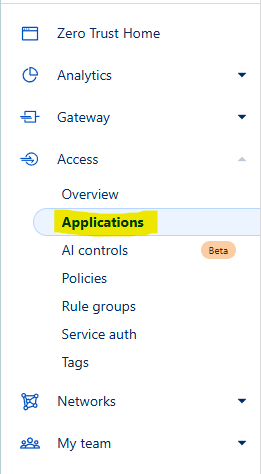 Zero Trust Home
Analytics
Gateway
Access
Overview
Applications
AI controls Beta
Policies
Rule groups
Service auth
Tags
Networks
My team